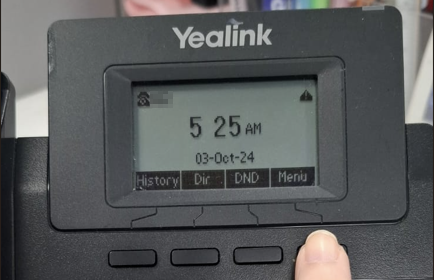 Yealink
5 25 AM
03-Oct-24
History Dir DND Menu